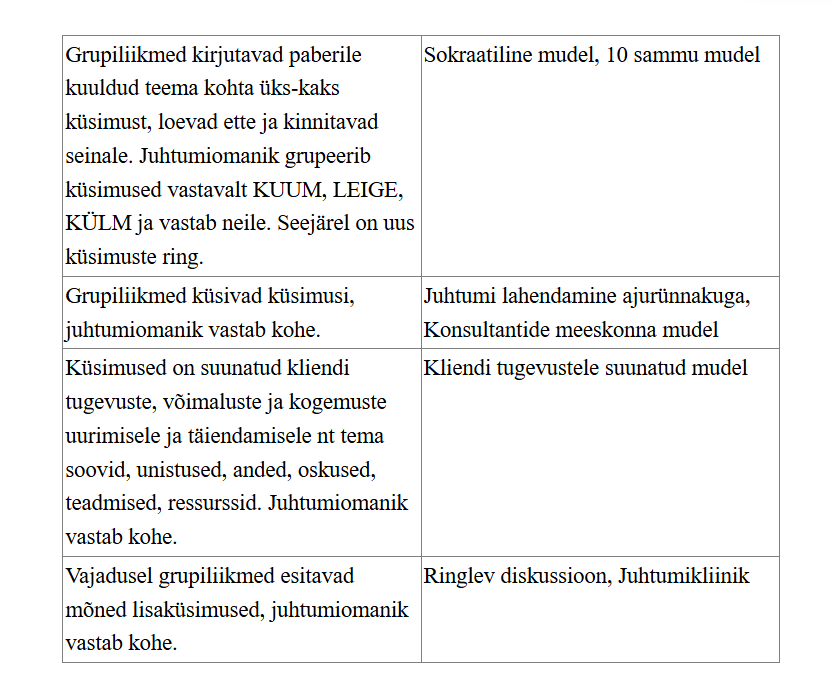 Grupiliikmed kirjutavad paberile
kuuldud teema kohta üks-kaks
küsimust, loevad ette ja kinnitavad
seinale. Juhtumiomanik grupeerib
küsimused vastavalt KUUM, LEIGE,
KÜLM ja vastab neile. Seejärel on uus
küsimuste ring.
Sokraatiline mudel, 10 sammu mudel
Grupiliikmed küsivad küsimusi,
juhtumiomanik vastab kohe.
Juhtumi lahendamine ajurünnakuga,
Konsultantide meeskonna mudel
Küsimused on suunatud kliendi
tugevuste, võimaluste ja kogemuste
uurimisele ja täiendamisele nt tema
soovid, unistused, anded, oskused,
teadmised, ressurssid. Juhtumiomanik
vastab kohe.
Kliendi tugevustele suunatud mudel
Vajadusel grupiliikmed esitavad
mõned lisaküsimused, juhtumiomanik
vastab kohe.
Ringlev diskussioon, Juhtumikliinik